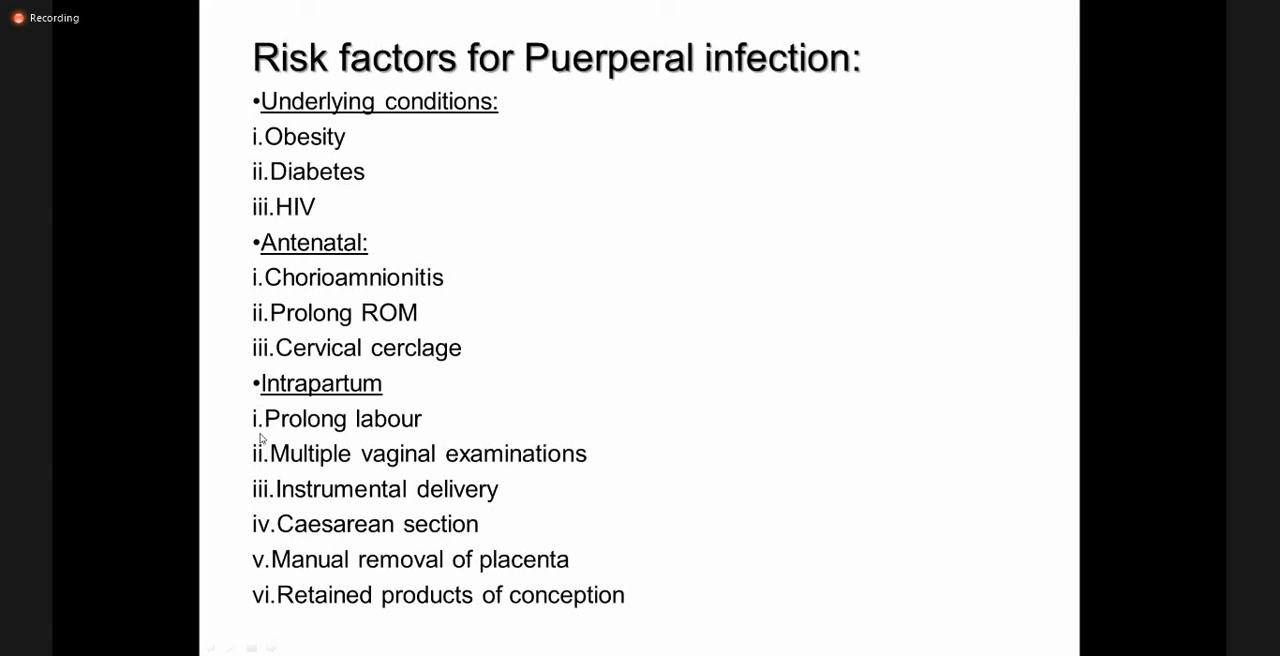 Recording
Risk factors for Puerperal infection:
•Underlying conditions:
i.Obesity
ii.Diabetes
iii.HIV
•Antenatal:
i.Chorioamnionitis
ii.Prolong ROM
iii.Cervical cerclage
•Intrapartum
i.Prolong labour
ii.Multiple vaginal examinations
iii.Instrumental delivery
iv.Caesarean section
v.Manual removal of placenta
vi.Retained products of conception